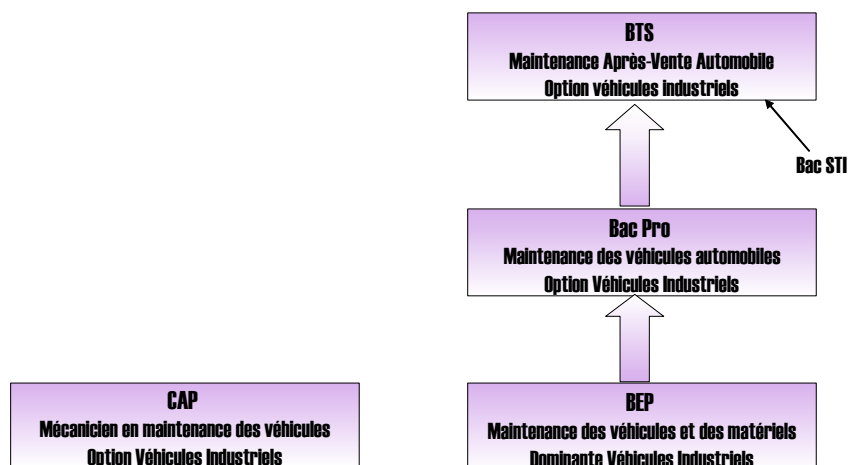 BTS
Maintenance Après-Vente Automobile
Option véhicules industriels
Bac STI
Bac Pro
Maintenance des véhicules automobiles
Option Véhicules Industriels
CAP
Mécanicien en maintenance des véhicules
Option Véhicules Industriels
BEP
Maintenance des véhicules et des matériels
Dominante Véhicules Industriels